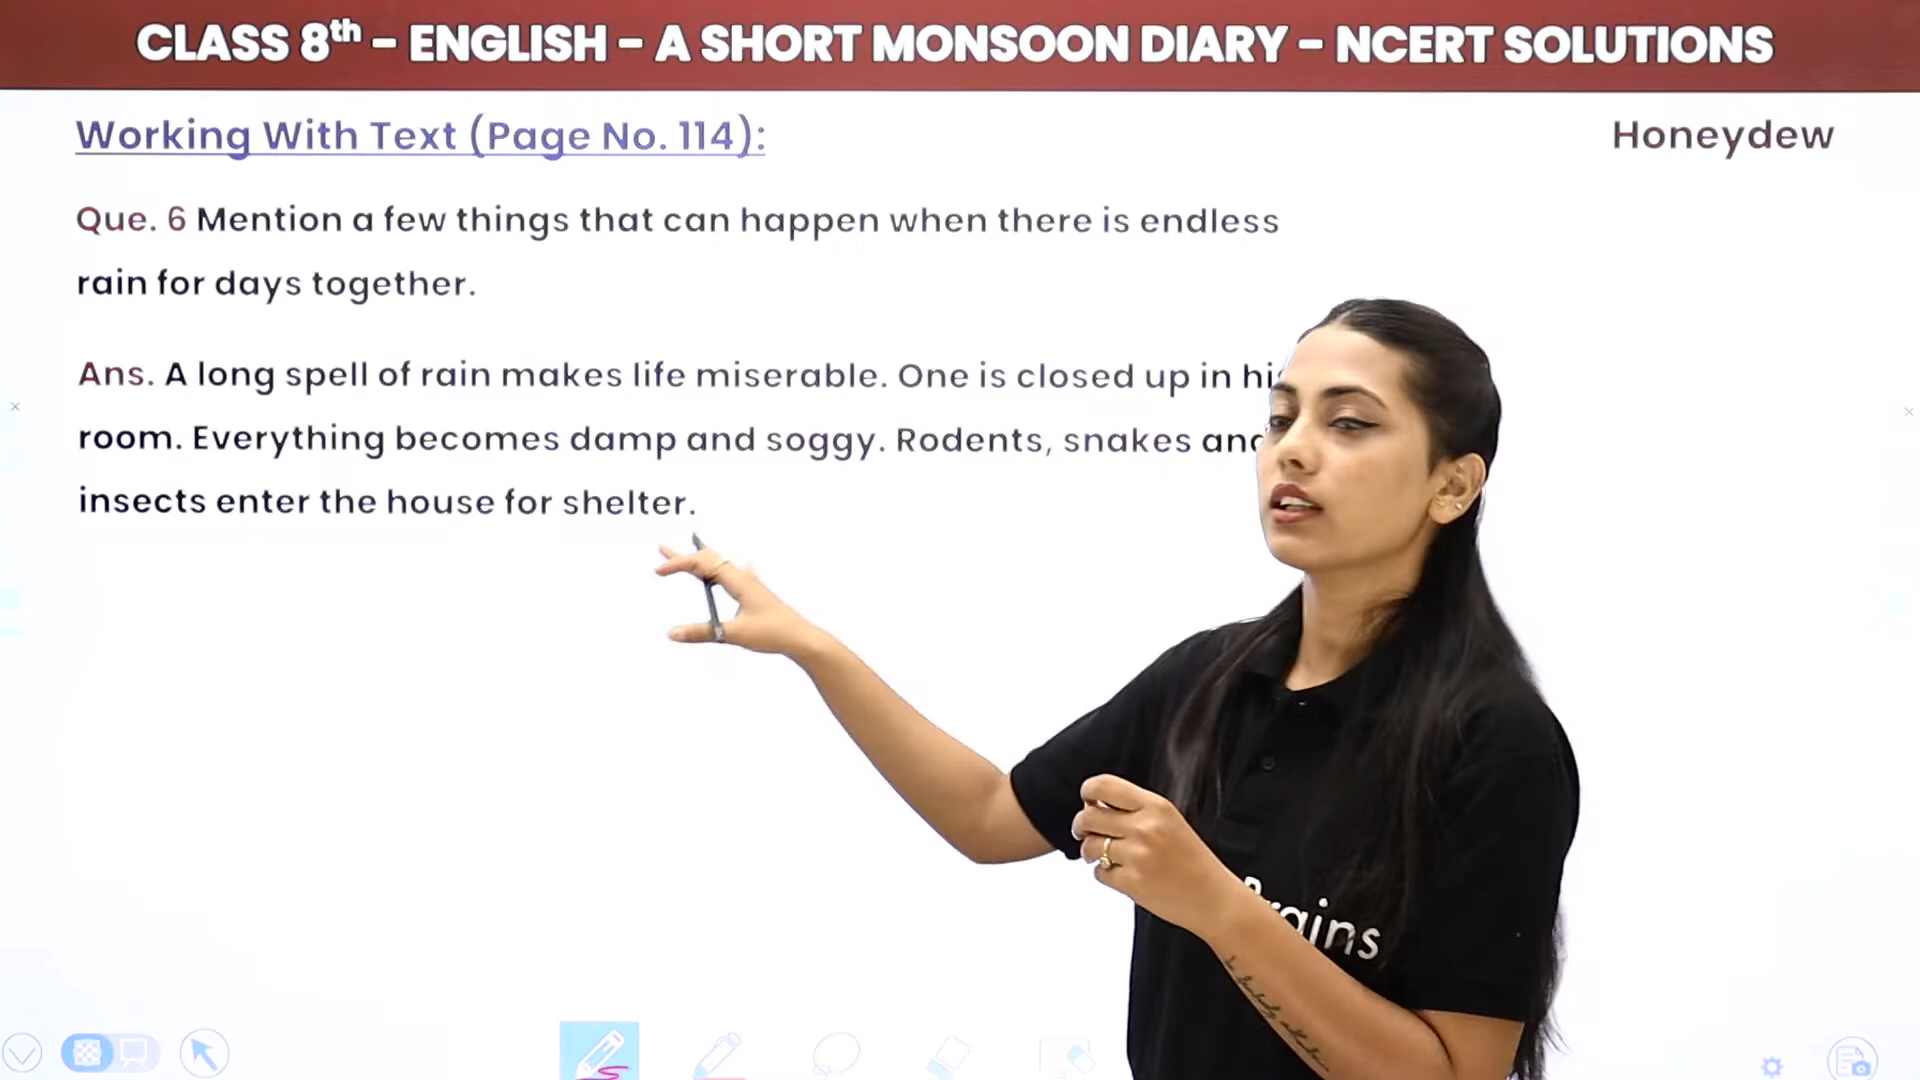 CLASS 8th - ENGLISH - A SHORT MONSOON DIARY - NCERT SOLUTIONS
Working With Text (Page No. 114):
Honeydew
Que. 6 Mention a few things that can happen when there is endless
rain for days together.
Ans. A long spell of rain makes life miserable. One is closed up in
room. Everything becomes damp and soggy. Rodents, snakes and
insects enter the house for shelter.